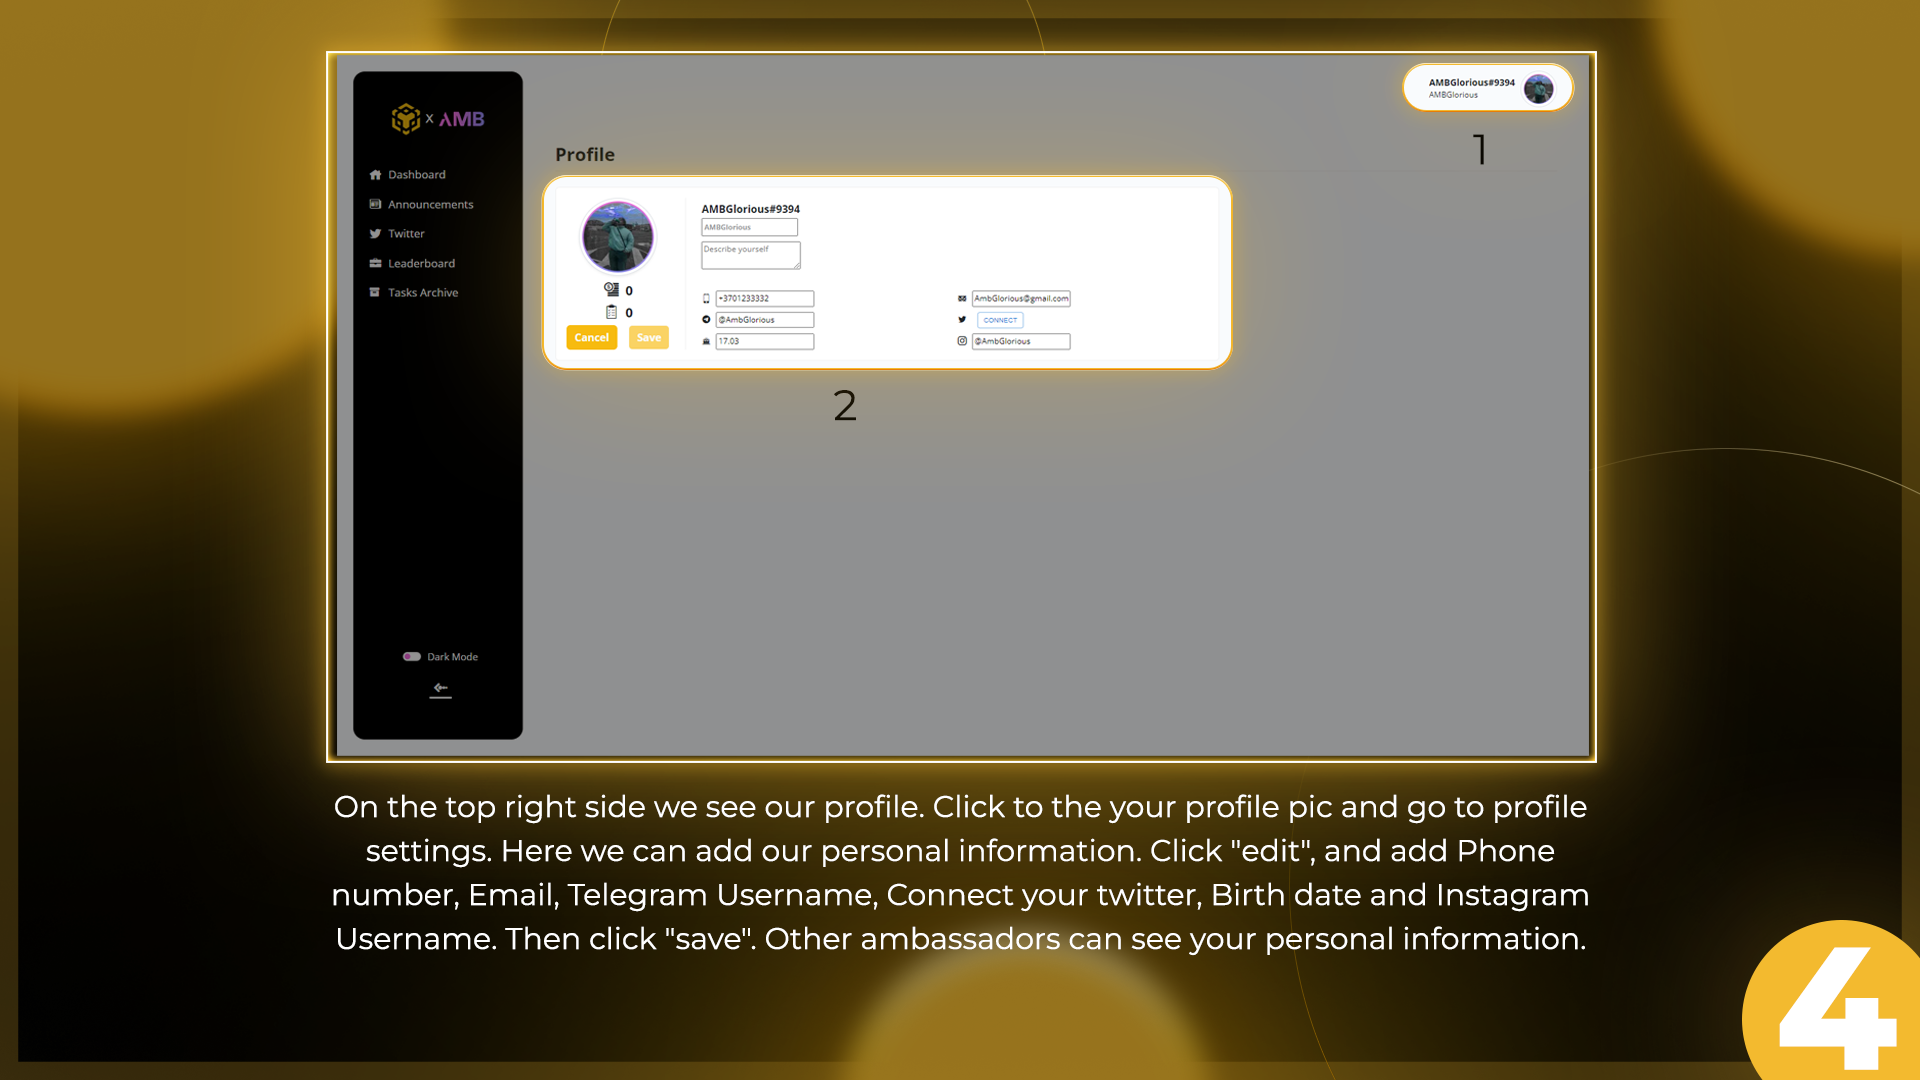 X AMB
AMBGlorious#9394
AMBGlorious
1
Dashboard
Announcements
Twitter
Leaderboard
Tasks Archive
Dark Mode
Profile
AMBGlorious#9394
AMBGlorious
Describe yourself
0
0
Cancel Save
+3701233332
@AmbGlorious
17.03
AmbGlorious@gmail.com
CONNECT
@AmbGlorious
2
On the top right side we see our profile. Click to the your profile pic and go to profile
settings. Here we can add our personal information. Click "edit", and add Phone
number, Email, Telegram Username, Connect your twitter, Birth date and Instagram
Username. Then click "save". Other ambassadors can see your personal information.
4